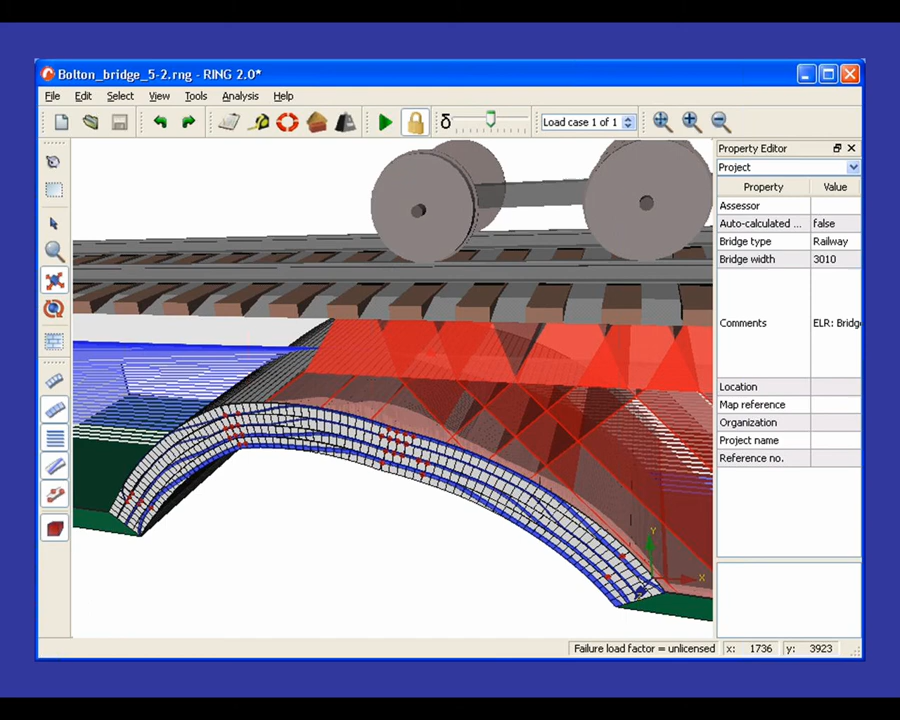 Bolton_bridge_5-2.rng - RING 2.0*
File Edit Select View Tools Analysis Help
δ Load case 1 of 1
Property Editor
Project
Property Value
Assessor
Auto-calculated ... false
Bridge type Railway
Bridge width 3010
Comments ELR: Bridg
Location
Map reference
Organization
Project name
Reference no.
Y
X
Failure load factor = unlicensed x: 1736 y: 3923